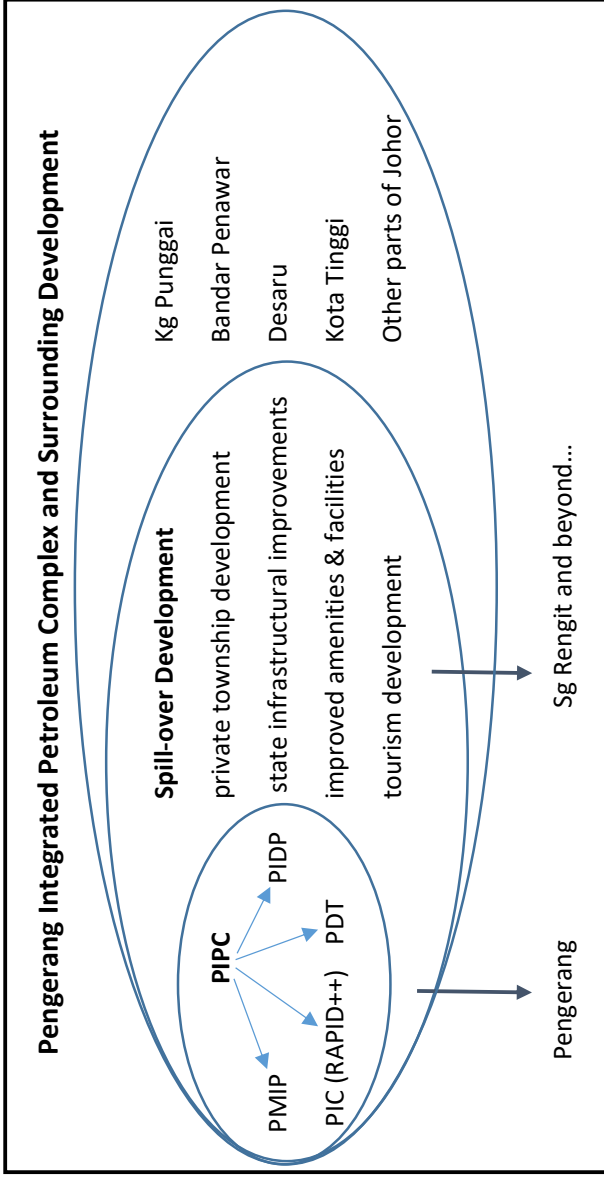 Pengerang Integrated Petroleum Complex and Surrounding Development
PIPC
PMIP
PIDP
PIC (RAPID++)
PDT
Spill-over Development
private township development
state infrastructural improvements
improved amenities & facilities
tourism development
Kg Punggai
Bandar Penawar
Desaru
Kota Tinggi
Other parts of Johor
Pengerang
Sg Rengit and beyond...